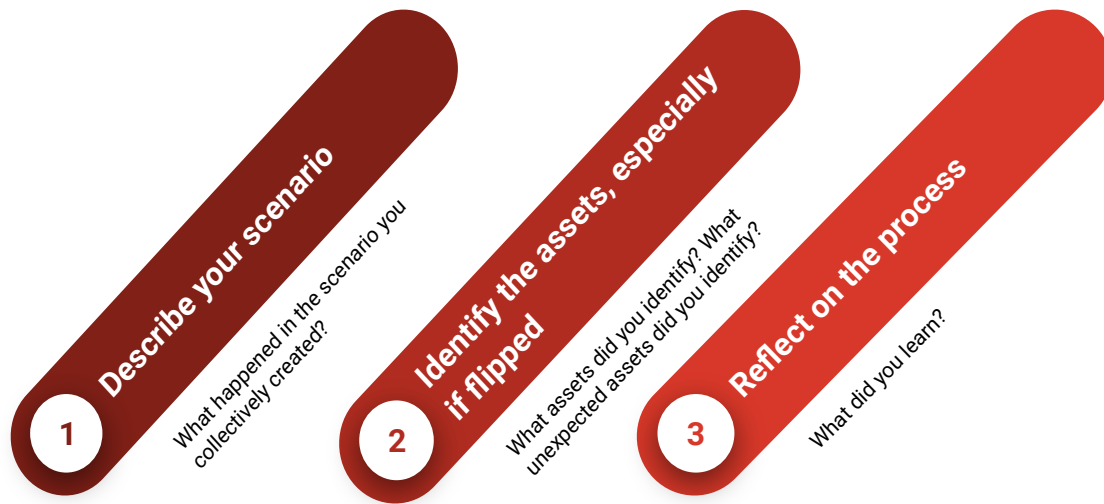 1
Describe your scenario
What happened in the scenario you
collectively created?
2
Identify the assets, especially
if flipped
What assets did you identify? What
unexpected assets did you identify?
3
Reflect on the process
What did you learn?